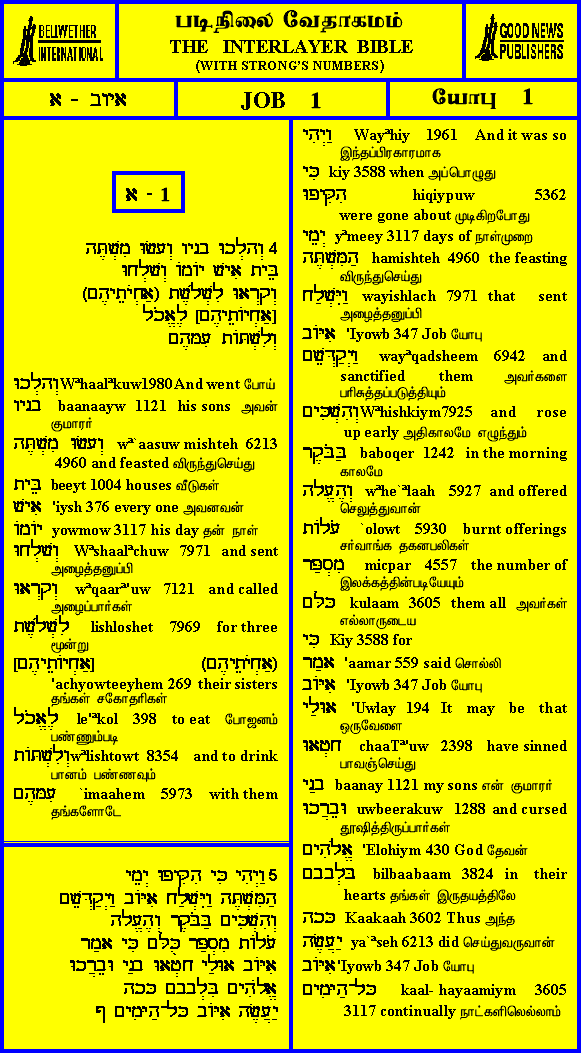 BELLWETHER
INTERNATIONAL
படிநிலை வேதாகமம்
THE INTERLAYER BIBLE
(WITH STRONG'S NUMBERS)
GOOD NEWS
PUBLISHERS
איוב - א
JOB 1
யோபு 1
א - 1
4 וְהָלְכוּ בָנָיו וְעָשׂוּ מִשְׁתֶּה
בֵּית אִישׁ יוֹמוֹ וְשָׁלְחוּ
וְקָרְאוּ לִשְׁלֹשֶׁת (אַחְיֹתֵיהֶם)
[אַחְיוֹתֵיהֶם] לֶאֱכֹל
וְלִשְׁתּוֹת עִמָּהֶם
וְהָלְכוּ Wªhaalªkuw1980 And went போய்
בָנָיו baanaayw 1121 his sons அவன்
குமாரர்
וְעָשׂוּ מִשְׁתֶּה wª`aasuw mishteh 6213
4960 and feasted விருந்துசெய்து
בֵּית beeyt 1004 houses வீடுகள்
אִישׁ 'iysh 376 every one அவனவன்
יוֹמוֹ yowmow 3117 his day தன் நாள்
וְשָׁלְחוּ Wªshaalªchuw 7971 and sent
அழைத்தனுப்பி
וְקָרְאוּ wªqaarª'uw 7121 and called
அழைப்பார்கள்
לִשְׁלֹשֶׁת lishloshet 7969 for three
மூன்று
(אַחְיֹתֵיהֶם) [אַחְיוֹתֵיהֶם]
'achyowteeyhem 269 their sisters
தங்கள் சகோதரிகள்
לֶאֱכֹל le'ªkol 398 to eat போஜனம்
பண்ணும்படி
וְלִשְׁתּוֹת wªlishtowt 8354 and to drink
பானம் பண்ணவும்
עִמָּהֶם `imaahem 5973 with them
தங்களோடே
5 וַיְהִי כִּי הִקִּיפוּ יְמֵי
הַמִּשְׁתֶּה וַיִּשְׁלַח אִיּוֹב וַיְקַדְּשֵׁם
וְהִשְׁכִּים בַּבֹּקֶר וְהֶעֱלָה
עֹלוֹת מִסְפַּר כֻּלָּם כִּי אָמַר
אִיּוֹב אוּלַי חָטְאוּ בָנַי וּבֵרֲכוּ
אֱלֹהִים בִּלְבָבָם כָּכָה
יַעֲשֶׂה אִיּוֹב כָּל־הַיָּמִים ף
וַיְהִי Wayªhiy 1961 And it was so
இந்தப்பிரகாரமாக
כִּי kiy 3588 when அப்பொழுது
הִקִּיפוּ hiqiypuw 5362
were gone about முடிகிறபோது
יְמֵי yªmeey 3117 days of நாள்முறை
הַמִּשְׁתֶּה hamishteh 4960 the feasting
விருந்துசெய்து
וַיִּשְׁלַח wayishlach 7971 that sent
அழைத்தனுப்பி
אִיּוֹב 'Iyowb 347 Job யோபு
וַיְקַדְּשֵׁם wayªqadsheem 6942 and
sanctified them அவர்களை
பரிசுத்தப்படுத்தியும்
וְהִשְׁכִּים Wªhishkiym7925 and rose
up early அதிகாலமே எழுந்தும்
בַּבֹּקֶר baboqer 1242 in the morning
காலமே
וְהֶעֱלָה wªhe`ªlaah 5927 and offered
செலுத்துவான்
עֹלוֹת `olowt 5930 burnt offerings
சர்வாங்க தகனபலிகள்
מִסְפַּר micpar 4557 the number of
இலக்கத்தின்படியேயும்
כֻּלָּם kulaam 3605 them all அவர்கள்
எல்லாருடைய
כִּי Kiy 3588 for
אָמַר 'aamar 559 said சொல்லி
אִיּוֹב 'Iyowb 347 Job யோபு
אוּלַי 'Uwlay 194 It may be that
ஒருவேளை
חָטְאוּ chaaTª'uw 2398 have sinned
பாவஞ்செய்து
בָנַי baanay 1121 my sons என் குமாரர்
וּבֵרֲכוּ uwbeerakuw 1288 and cursed
தூஷித்திருப்பார்கள்
אֱלֹהִים 'Elohiym 430 God தேவன்
בִּלְבָבָם bilbaabaam 3824 in their
hearts தங்கள் இருதயத்திலே
כָּכָה Kaakaah 3602 Thus அந்த
יַעֲשֶׂה ya`ªseh 6213 did செய்துவருவான்
אִיּוֹב 'Iyowb 347 Job யோபு
כָּל־הַיָּמִים kaal- hayaamiym 3605
3117 continually நாட்களிலெல்லாம்